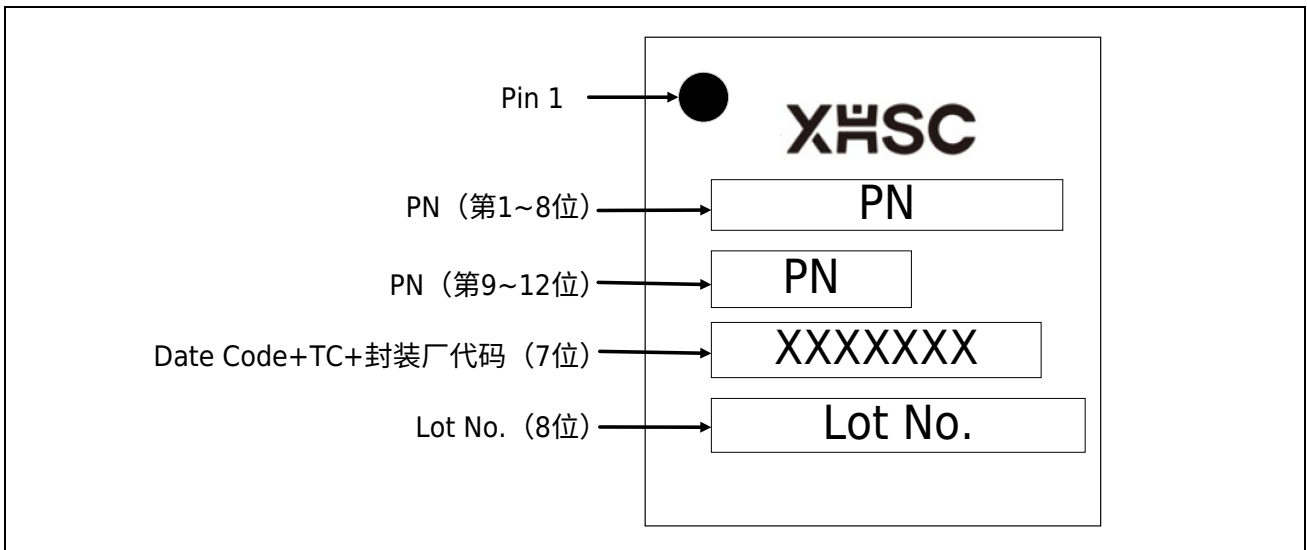 Pin 1
XHSC
PN（第1~8位）
PN
PN（第9~12位）
PN
Date Code+TC+封装厂代码（7位）
XXXXXXX
Lot No.（8位）
Lot No.